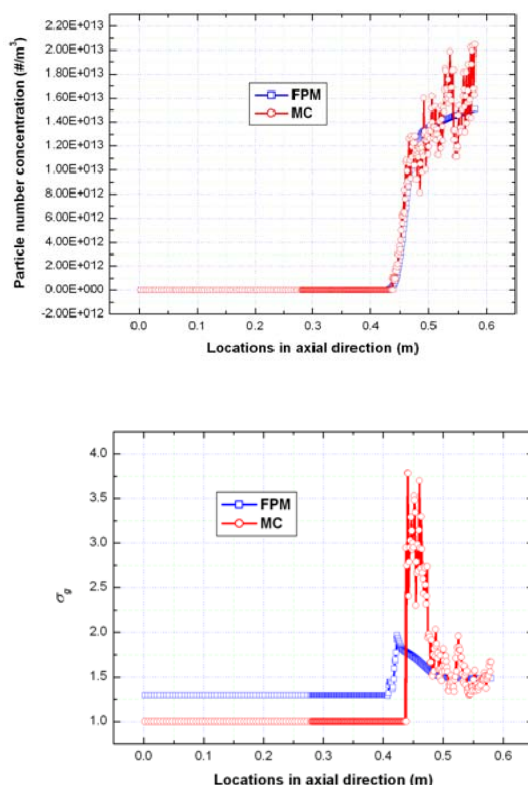 2.20E+013
2.00E+013
1.80E+013
1.60E+013
1.40E+013
1.20E+013
1.00E+013
8.00E+012
6.00E+012
4.00E+012
2.00E+012
0.00E+000
-2.00E+012
Particle number concentration (#/m³)
FPM
MC
0.0 0.1 0.2 0.3 0.4 0.5 0.6
Locations in axial direction (m)
4.0
3.5
3.0
2.5
2.0
1.5
1.0
σg
FPM
MC
0.0 0.1 0.2 0.3 0.4 0.5 0.6
Locations in axial direction (m)